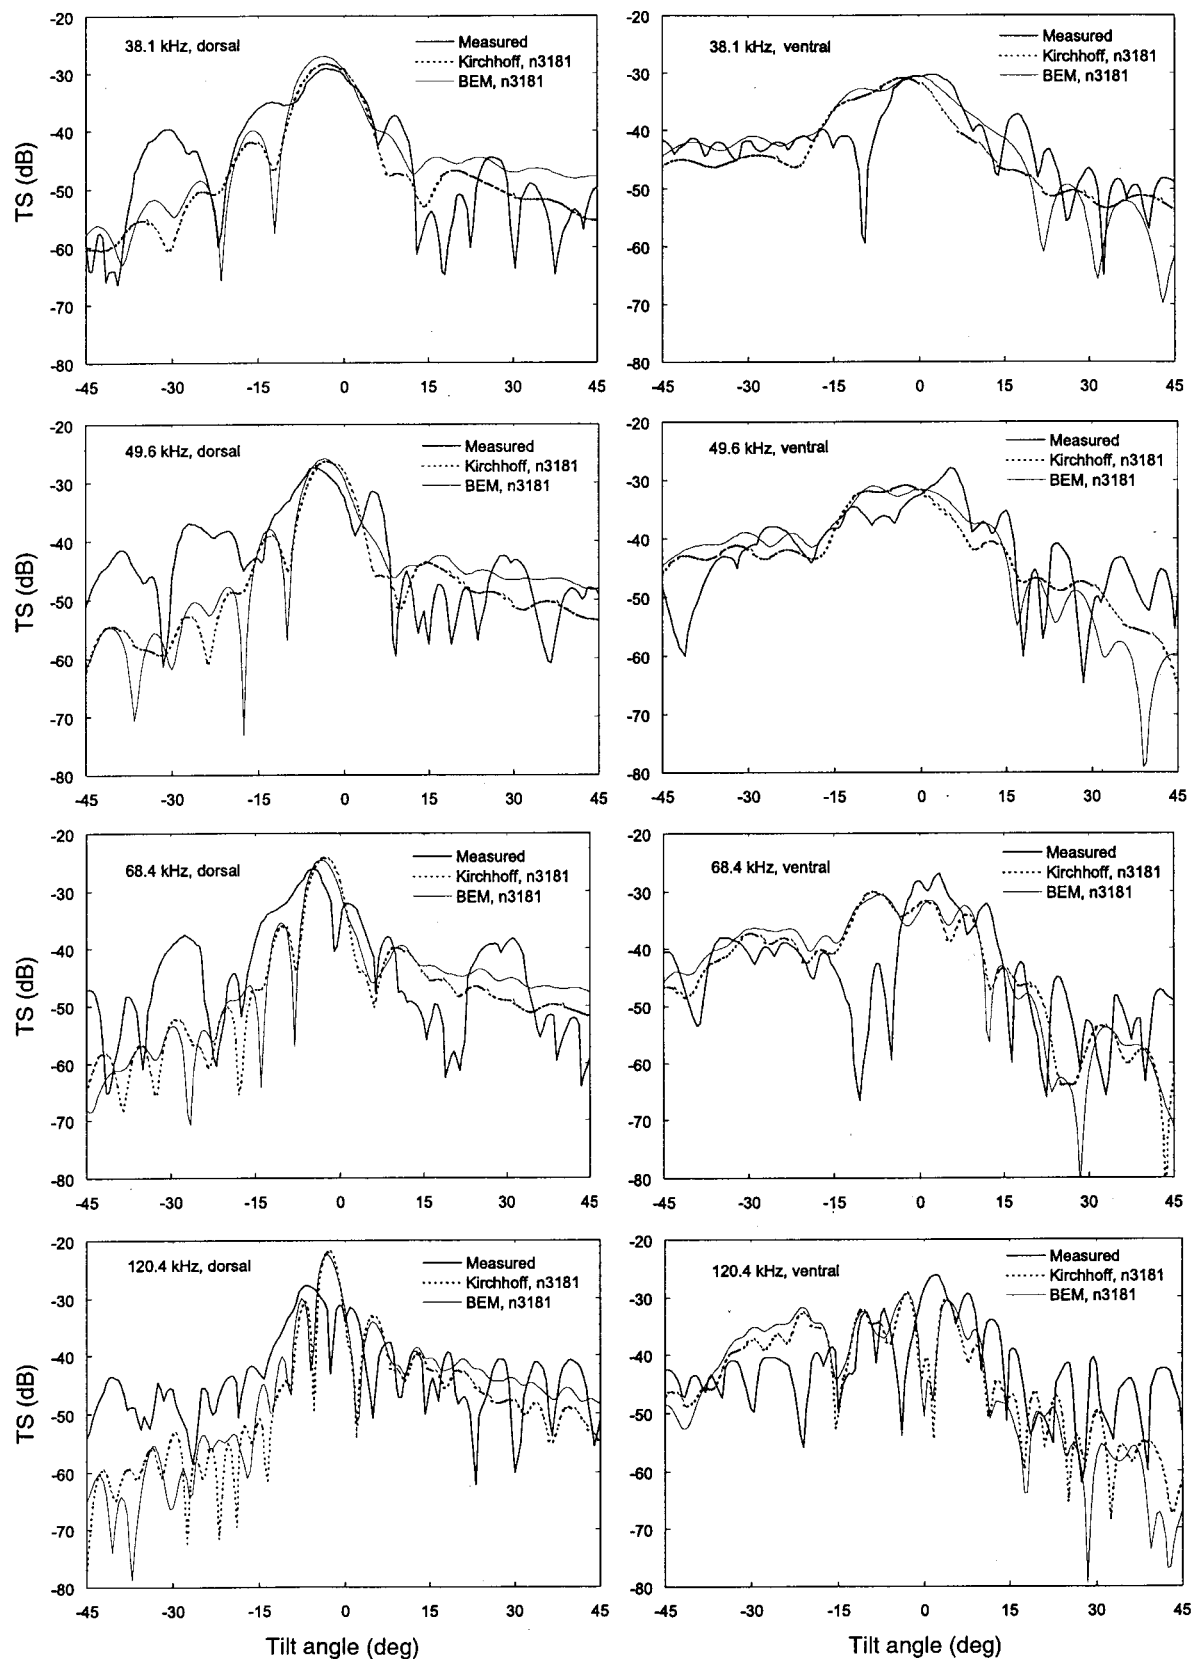 38.1 kHz, dorsal
Measured
Kirchhoff, n3181
BEM, n3181
TS (dB)
-20
-30
-40
-50
-60
-70
-80
-45 -30 -15 0 15 30 45
38.1 kHz, ventral
Measured
Kirchhoff, n3181
BEM, n3181
-20
-30
-40
-50
-60
-70
-80
-45 -30 -15 0 15 30 45
49.6 kHz, dorsal
Measured
Kirchhoff, n3181
BEM, n3181
TS (dB)
-20
-30
-40
-50
-60
-70
-80
-45 -30 -15 0 15 30 45
49.6 kHz, ventral
Measured
Kirchhoff, n3181
BEM, n3181
-20
-30
-40
-50
-60
-70
-80
-45 -30 -15 0 15 30 45
68.4 kHz, dorsal
Measured
Kirchhoff, n3181
BEM, n3181
TS (dB)
-20
-30
-40
-50
-60
-70
-80
-45 -30 -15 0 15 30 45
68.4 kHz, ventral
Measured
Kirchhoff, n3181
BEM, n3181
-20
-30
-40
-50
-60
-70
-80
-45 -30 -15 0 15 30 45
120.4 kHz, dorsal
Measured
Kirchhoff, n3181
BEM, n3181
TS (dB)
-20
-30
-40
-50
-60
-70
-80
-45 -30 -15 0 15 30 45
Tilt angle (deg)
120.4 kHz, ventral
Measured
Kirchhoff, n3181
BEM, n3181
-20
-30
-40
-50
-60
-70
-80
-45 -30 -15 0 15 30 45
Tilt angle (deg)